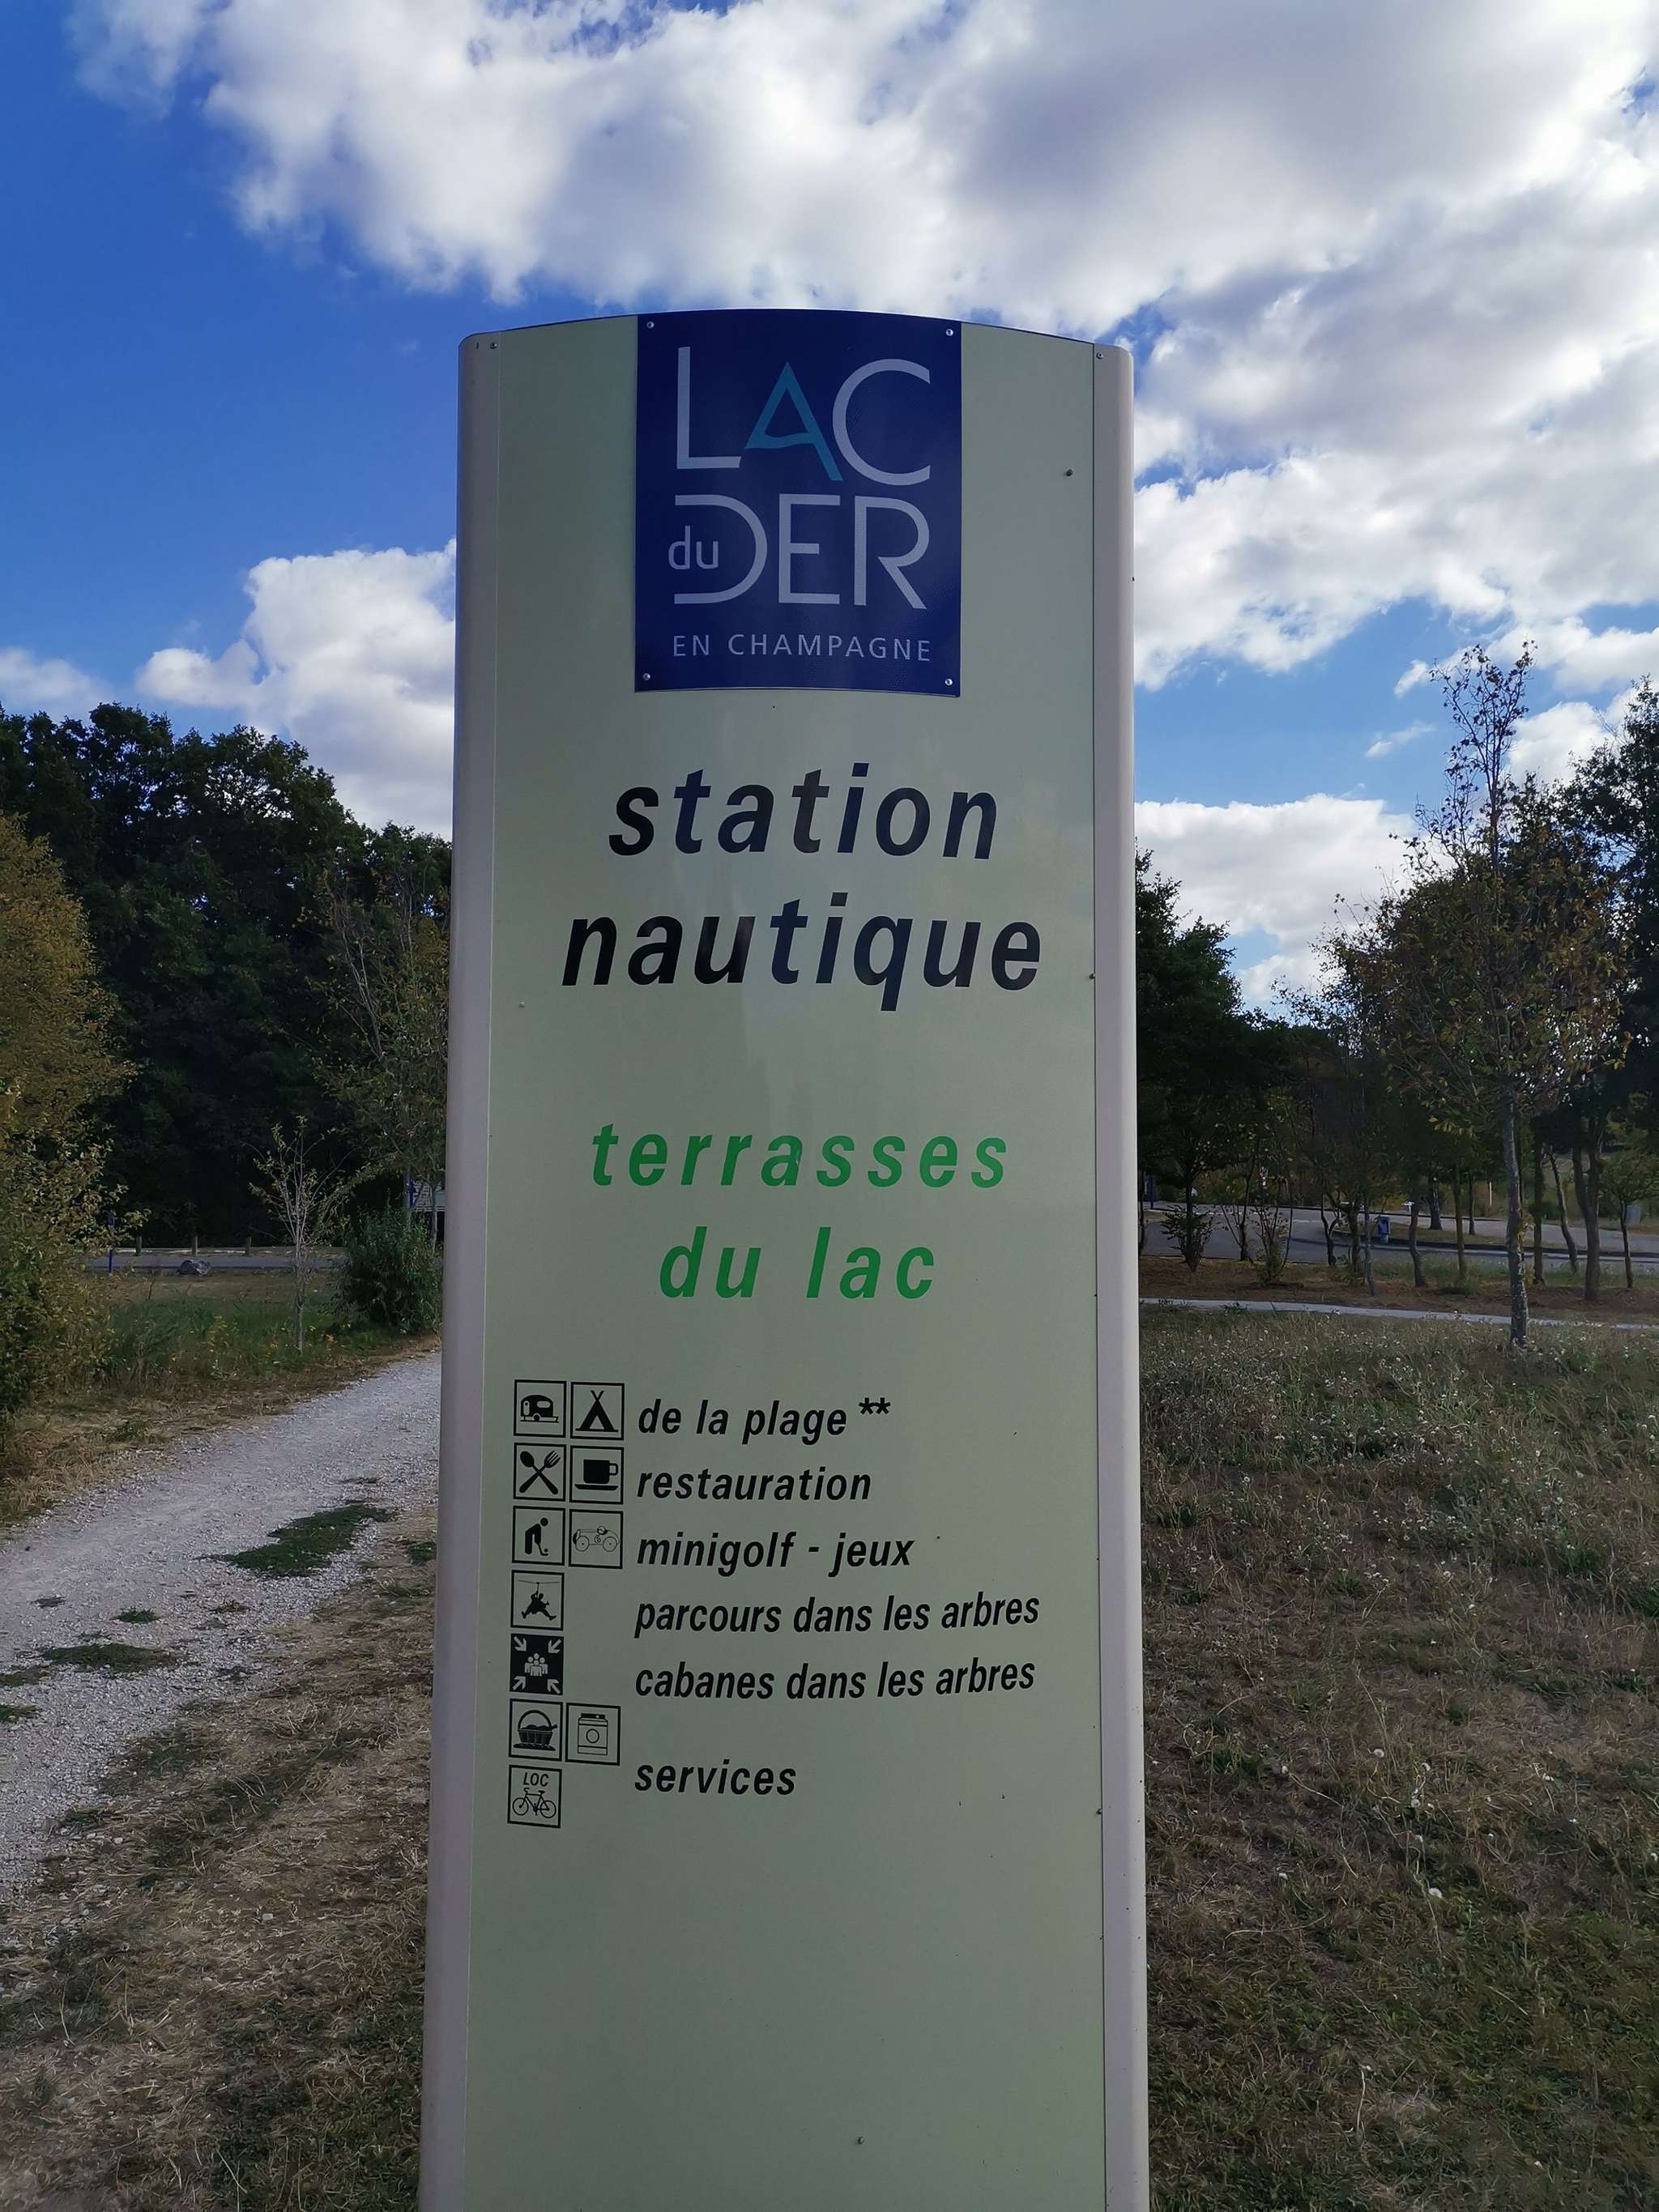 LAC
du DER
EN CHAMPAGNE
station
nautique
terrasses
du lac
de la plage **
restauration
minigolf - jeux
parcours dans les arbres
cabanes dans les arbres
services
LOC